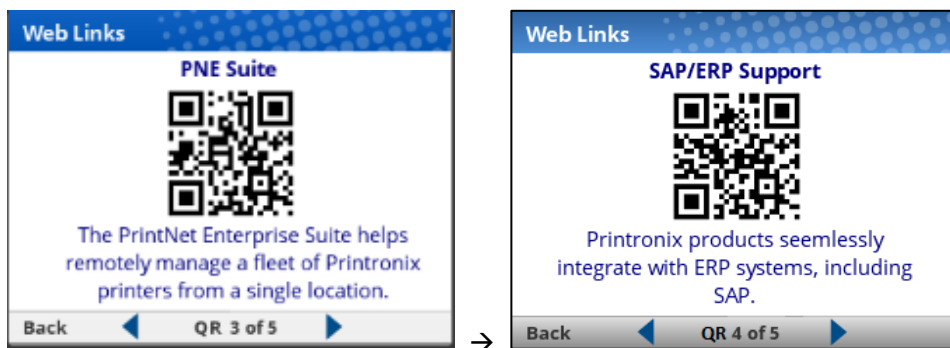 Web Links
PNE Suite
The PrintNet Enterprise Suite helps
remotely manage a fleet of Printronix
printers from a single location.
Back QR 3 of 5
→
Web Links
SAP/ERP Support
Printronix products seemlessly
integrate with ERP systems, including
SAP.
Back QR 4 of 5